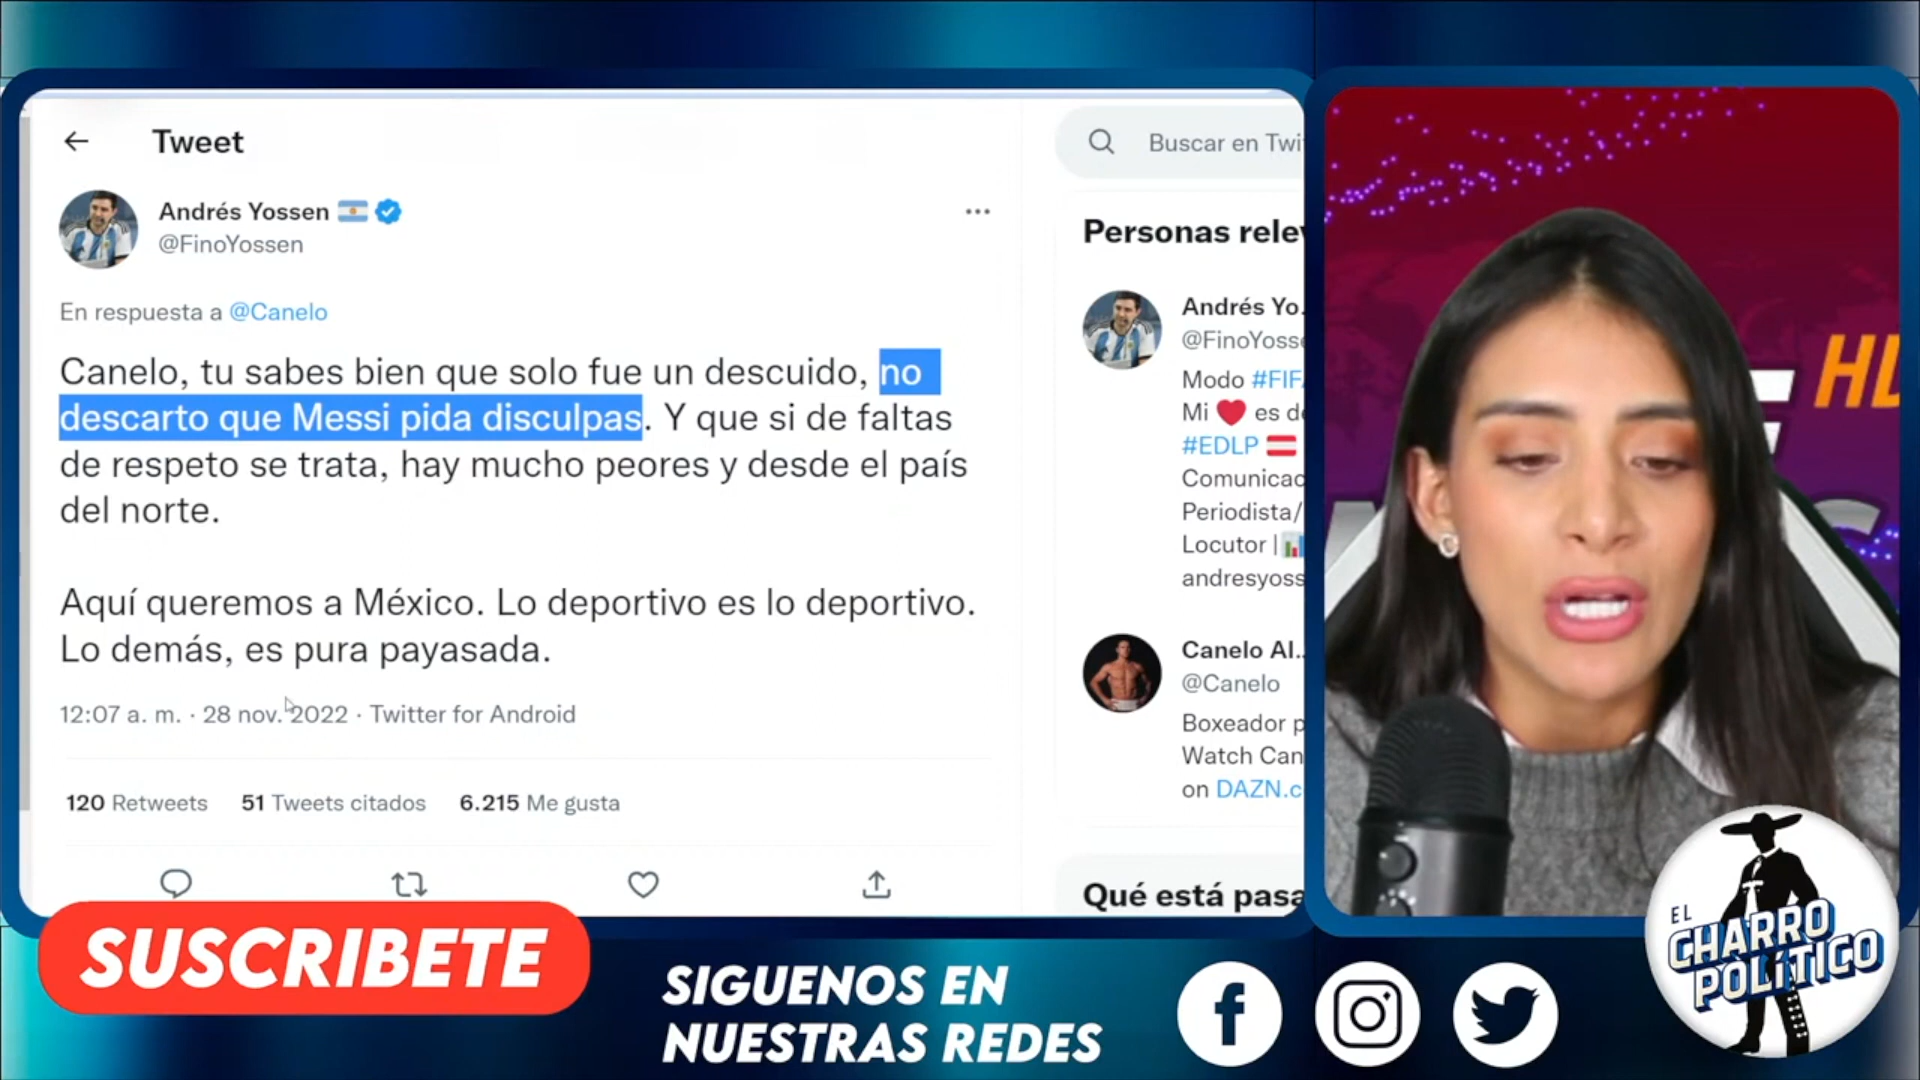 Tweet
Andrés Yossen
@FinoYossen
En respuesta a @Canelo
Canelo, tu sabes bien que solo fue un descuido, no
descarto que Messi pida disculpas. Y que si de faltas
de respeto se trata, hay mucho peores y desde el país
del norte.
Aquí queremos a México. Lo deportivo es lo deportivo.
Lo demás, es pura payasada.
12:07 a. m. · 28 nov. 2022 · Twitter for Android
120 Retweets 51 Tweets citados 6.215 Me gusta
Buscar en Twi
Personas rele
Andrés Yo..
@FinoYosse
Modo #FIF
Mi es de
#EDLP
Comunicac
Periodista/
Locutor |
andresyoss
Canelo Al..
@Canelo
Boxeador p
Watch Can
on DAZN.c
Qué está pasa
HD
SUSCRIBETE
SIGUENOS EN
NUESTRAS REDES
EL
CHARRO
POLíTICO